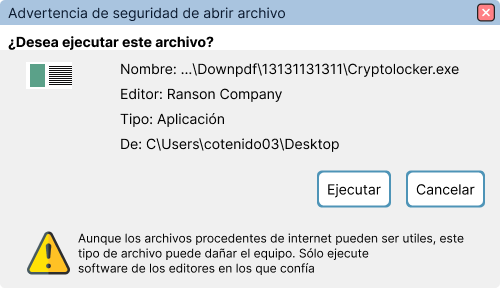 Advertencia de seguridad de abrir archivo
¿Desea ejecutar este archivo?
Nombre: ...\Downpdf\13131131311\Cryptolocker.exe
Editor: Ranson Company
Tipo: Aplicación
De: C\Users\cotenido03\Desktop
Ejecutar
Cancelar
Aunque los archivos procedentes de internet pueden ser utiles, este
tipo de archivo puede dañar el equipo. Sólo ejecute
software de los editores en los que confía